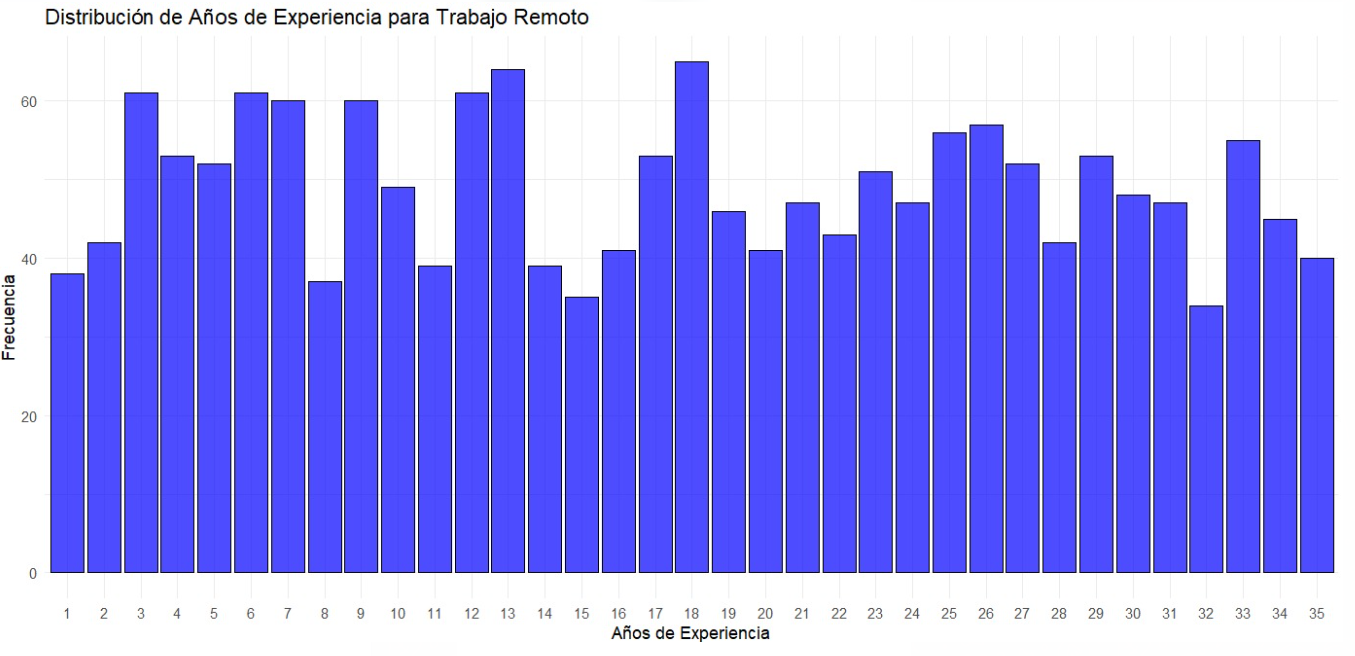 Distribución de Años de Experiencia para Trabajo Remoto
60
40
20
0
Frecuencia
1 2 3 4 5 6 7 8 9 10 11 12 13 14 15 16 17 18 19 20 21 22 23 24 25 26 27 28 29 30 31 32 33 34 35
Años de Experiencia